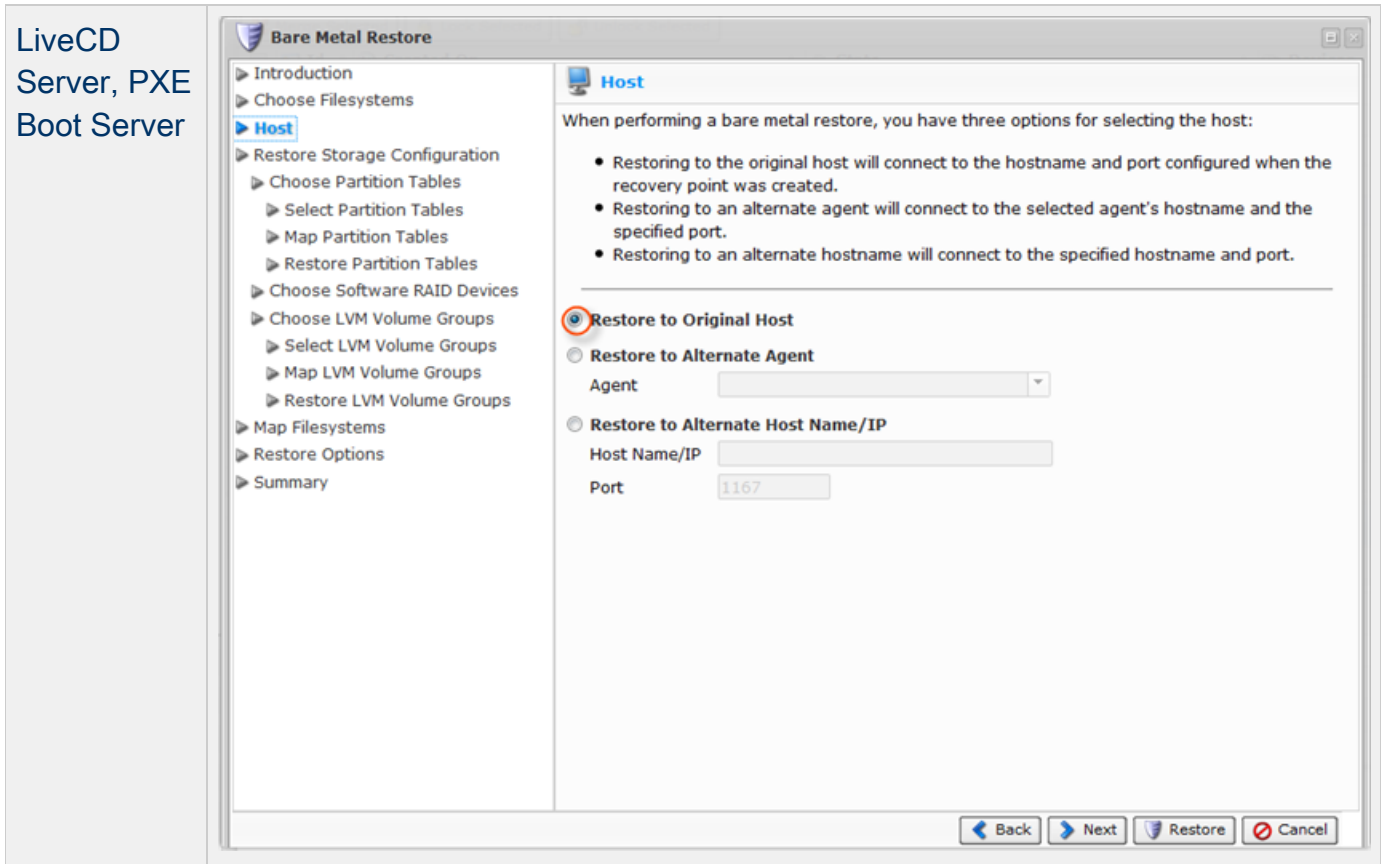 LiveCD
Server, PXE
Boot Server
Bare Metal Restore
Introduction
Choose Filesystems
Host
Restore Storage Configuration
Choose Partition Tables
Select Partition Tables
Map Partition Tables
Restore Partition Tables
Choose Software RAID Devices
Choose LVM Volume Groups
Select LVM Volume Groups
Map LVM Volume Groups
Restore LVM Volume Groups
Map Filesystems
Restore Options
Summary
Host
When performing a bare metal restore, you have three options for selecting the host:
• Restoring to the original host will connect to the hostname and port configured when the
recovery point was created.
• Restoring to an alternate agent will connect to the selected agent's hostname and the
specified port.
• Restoring to an alternate hostname will connect to the specified hostname and port.
Restore to Original Host
Restore to Alternate Agent
Agent
Restore to Alternate Host Name/IP
Host Name/IP
Port 1167
Back Next Restore Cancel